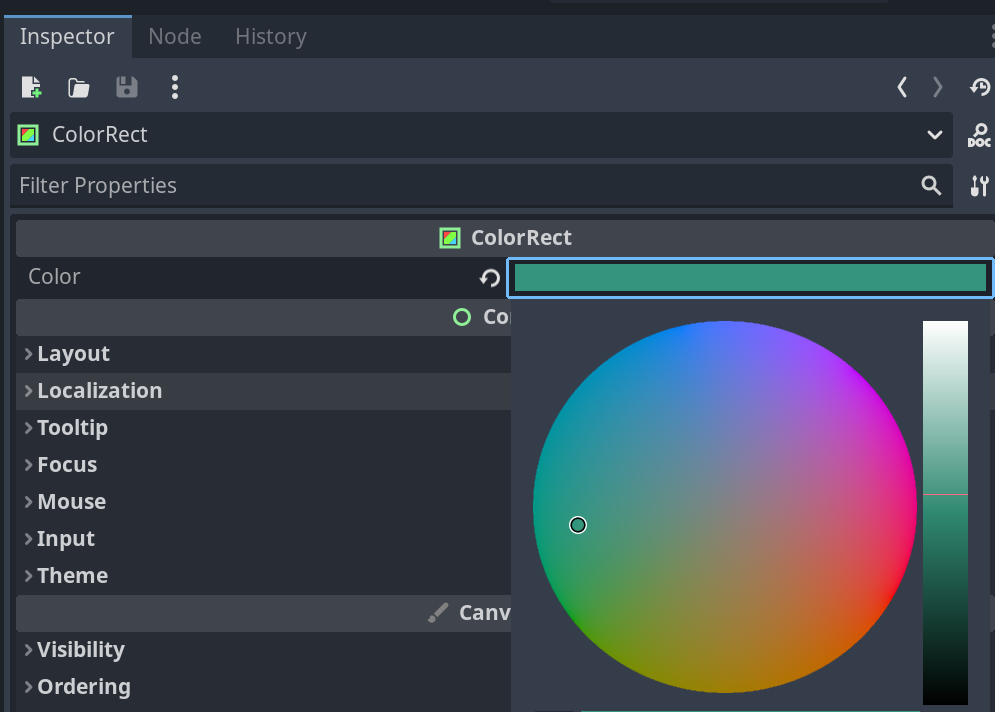 Inspector Node History
ColorRect
DOC
Filter Properties
ColorRect
Color
Co
Layout
Localization
Tooltip
Focus
Mouse
Input
Theme
Canv
Visibility
Ordering